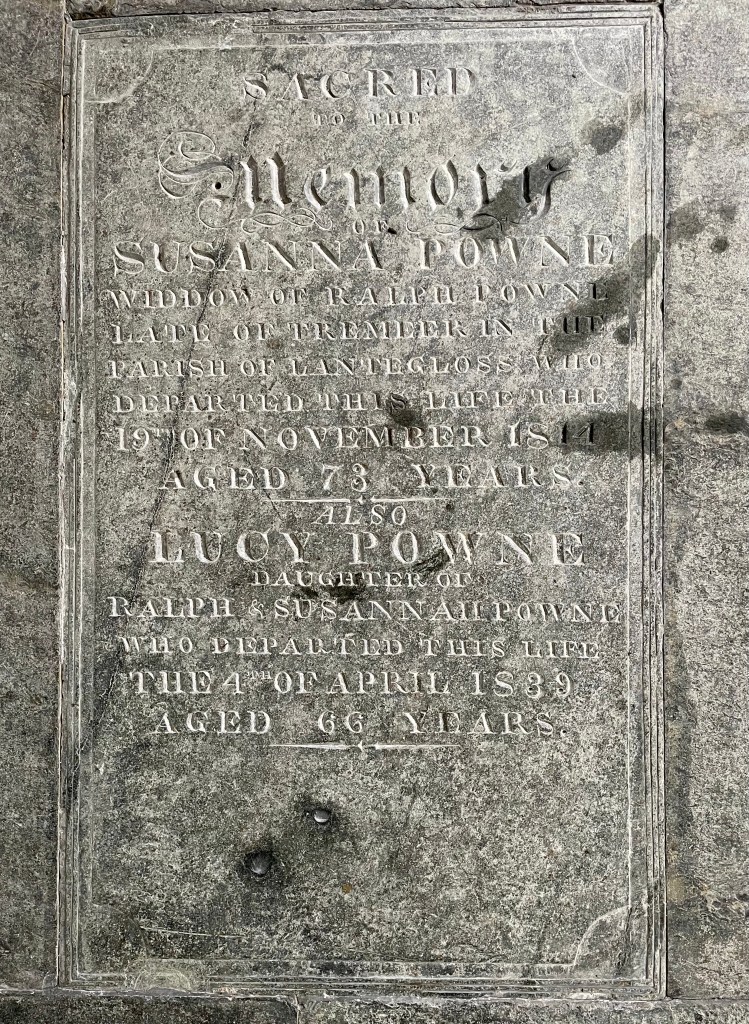 SACRED
TO THE
Memory
OF
SUSANNA POWNE
WIDDOW OF RALPH POWNE
LATE OF TREMEER IN THE
PARISH OF LANTEGLOSS, WHO
DEPARTED THIS LIFE THE
19TH OF NOVEMBER 1814
AGED 73 YEARS.
ALSO
LUCY POWNE
DAUGHTER OF
RALPH & SUSANNAH POWNE
WHO DEPARTED THIS LIFE
THE 4TH OF APRIL 1839
AGED 66 YEARS.